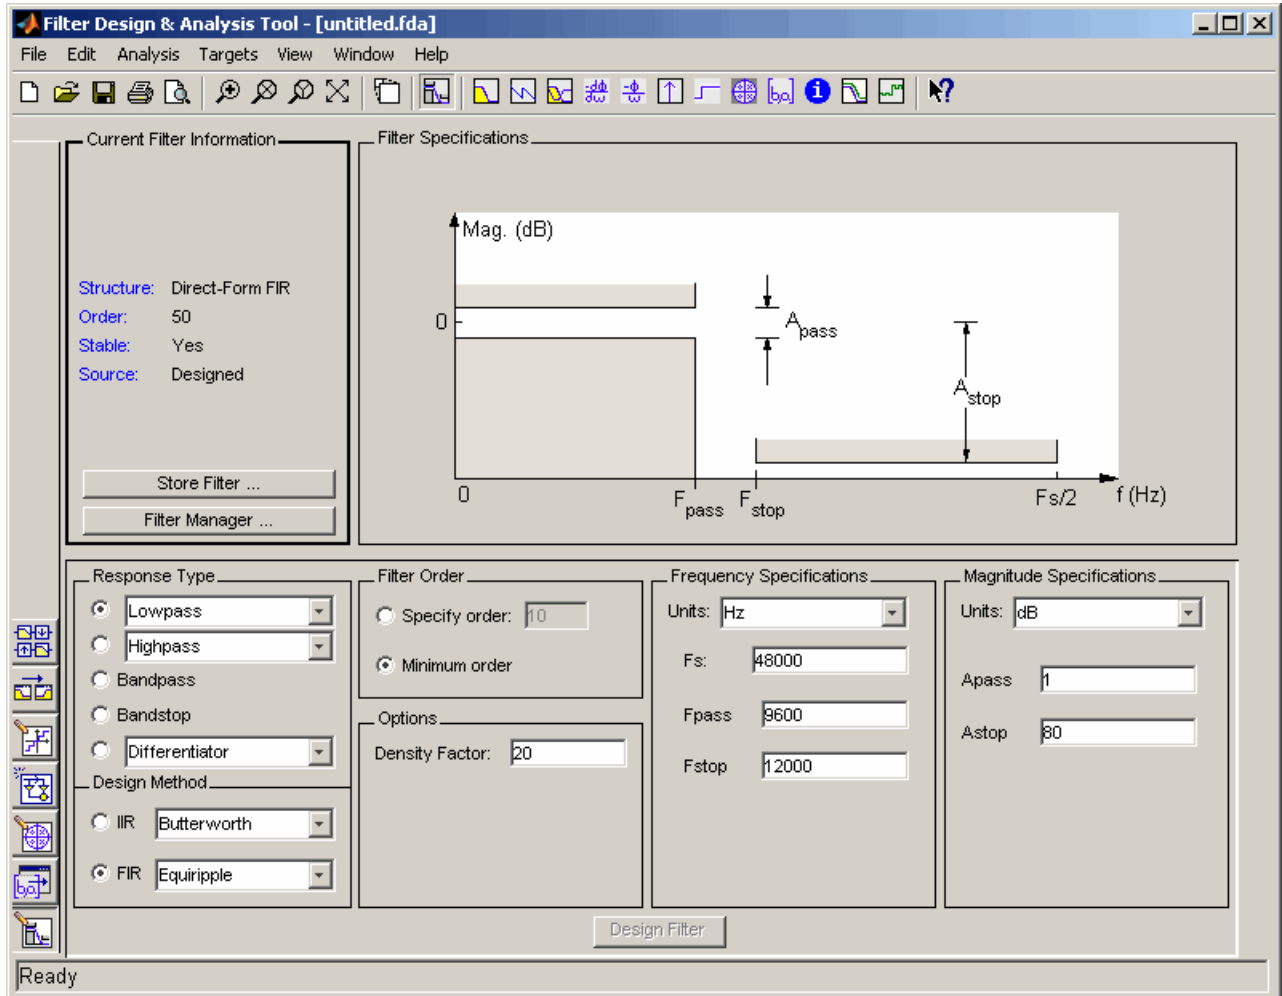 Filter Design & Analysis Tool - [untitled.fda]
File Edit Analysis Targets View Window Help
Current Filter Information
Structure: Direct-Form FIR
Order: 50
Stable: Yes
Source: Designed
Store Filter ...
Filter Manager ...
Filter Specifications
Mag. (dB)
0
Apass
Astop
0 Fpass Fstop Fs/2 f (Hz)
Response Type
Lowpass
Highpass
Bandpass
Bandstop
Differentiator
Design Method
IIR Butterworth
FIR Equiripple
Filter Order
Specify order: 10
Minimum order
Options
Density Factor: 20
Frequency Specifications
Units: Hz
Fs: 48000
Fpass 9600
Fstop 12000
Magnitude Specifications
Units: dB
Apass 1
Astop 80
Design Filter
Ready